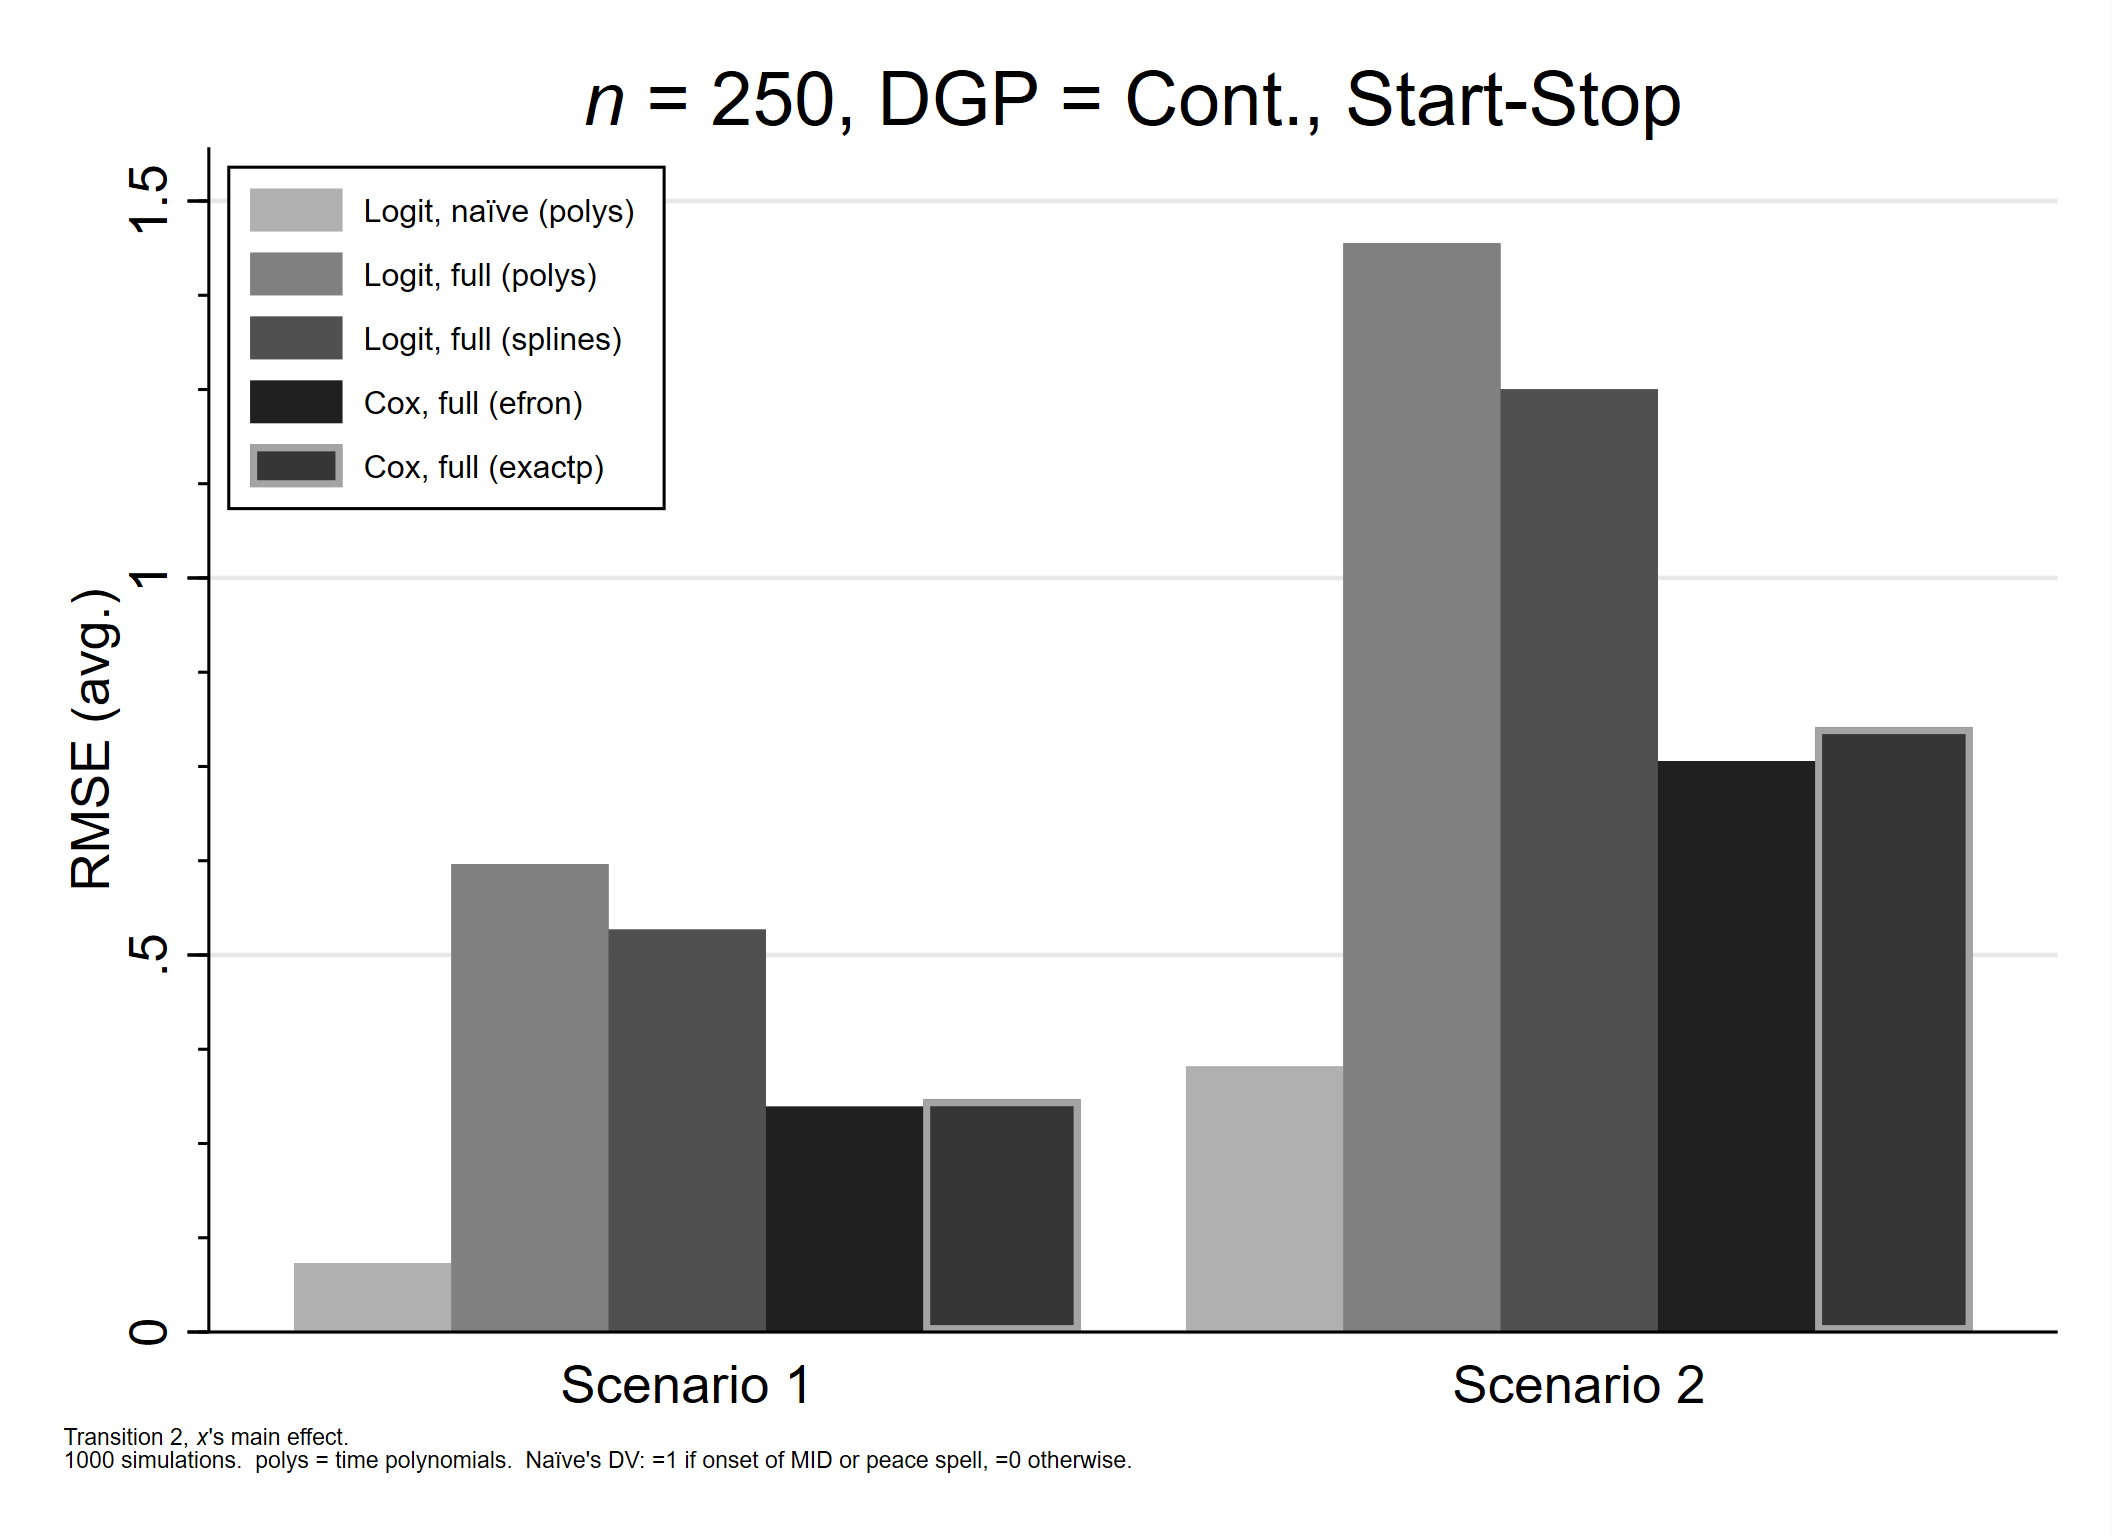 n = 250, DGP = Cont., Start-Stop
Logit, naïve (polys)
Logit, full (polys)
Logit, full (splines)
Cox, full (efron)
Cox, full (exactp)
RMSE (avg.)
1.5
1
.5
0
Scenario 1
Scenario 2
Transition 2, x's main effect.
1000 simulations.  polys = time polynomials.  Naïve's DV: =1 if onset of MID or peace spell, =0 otherwise.